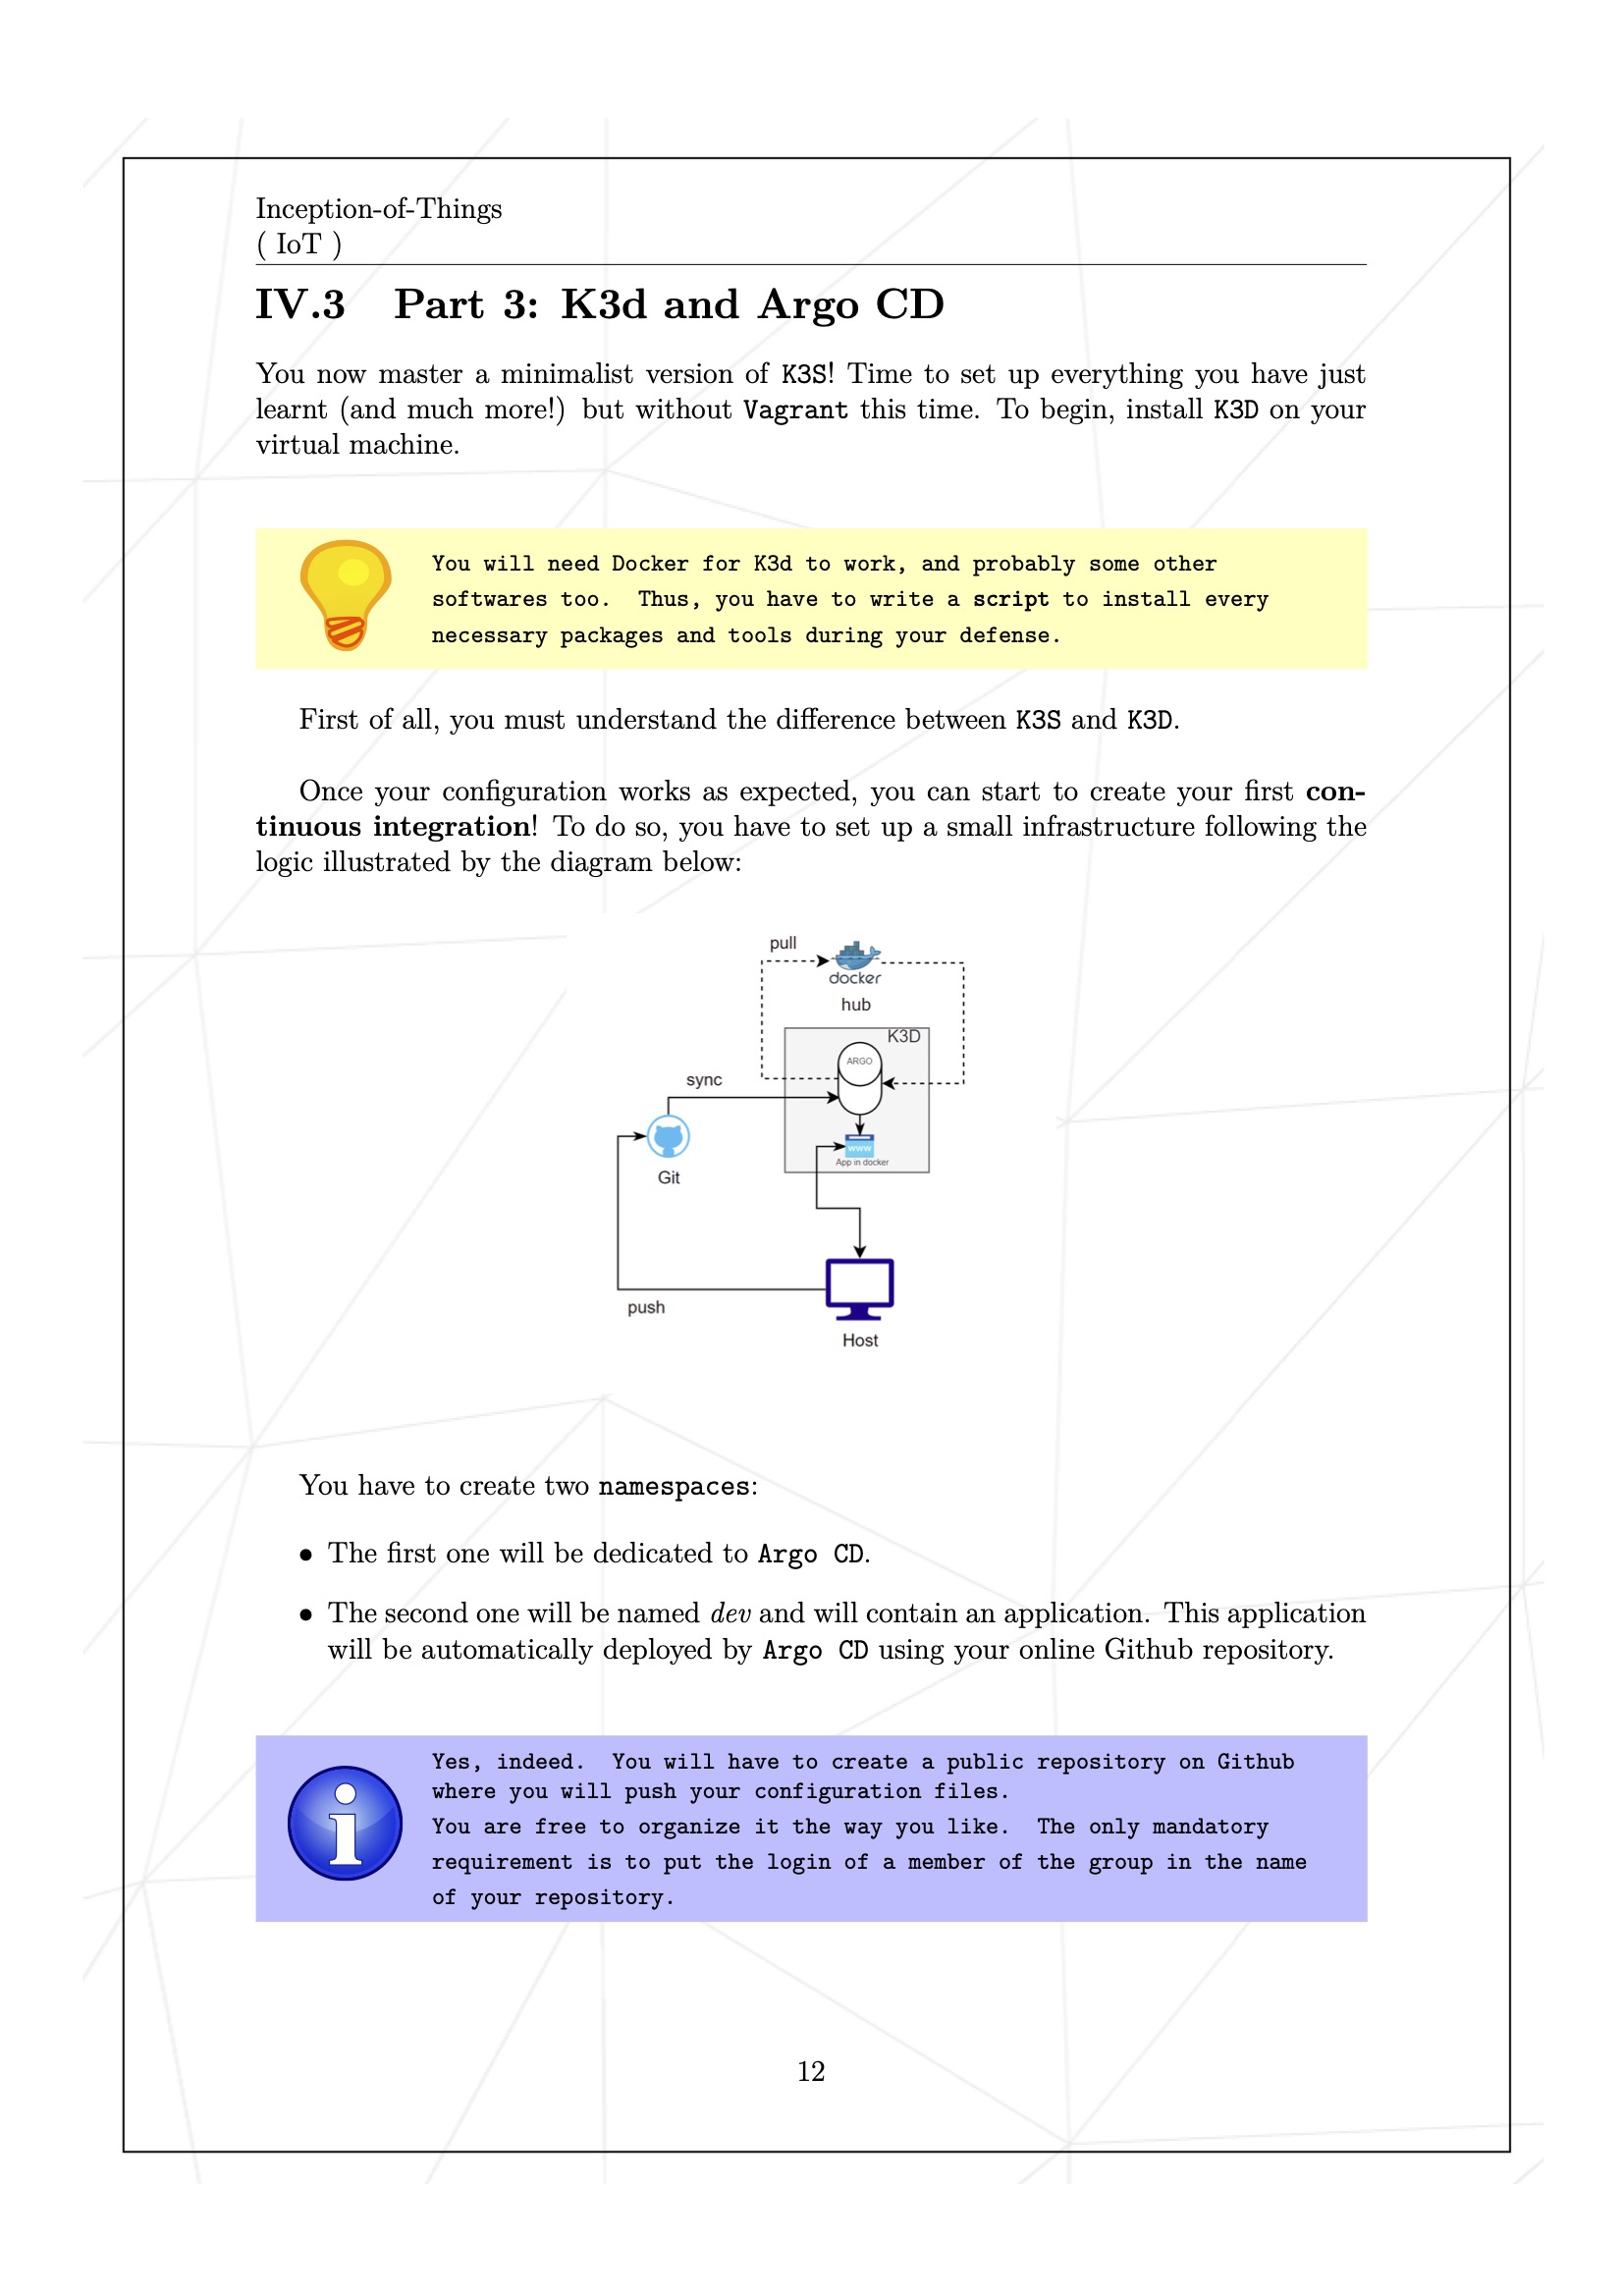 Inception-of-Things
( IoT )
IV.3 Part 3: K3d and Argo CD
You now master a minimalist version of K3S! Time to set up everything you have just
learnt (and much more!) but without Vagrant this time. To begin, install K3D on your
virtual machine.
You will need Docker for K3d to work, and probably some other
softwares too. Thus, you have to write a script to install every
necessary packages and tools during your defense.
First of all, you must understand the difference between K3S and K3D.
Once your configuration works as expected, you can start to create your first con-
tinuous integration! To do so, you have to set up a small infrastructure following the
logic illustrated by the diagram below:
pull
docker
hub
K3D
ARGO
sync
www
App in docker
Git
push
Host
You have to create two namespaces:
• The first one will be dedicated to Argo CD.
• The second one will be named dev and will contain an application. This application
will be automatically deployed by Argo CD using your online Github repository.
Yes, indeed. You will have to create a public repository on Github
where you will push your configuration files.
You are free to organize it the way you like. The only mandatory
requirement is to put the login of a member of the group in the name
of your repository.
12